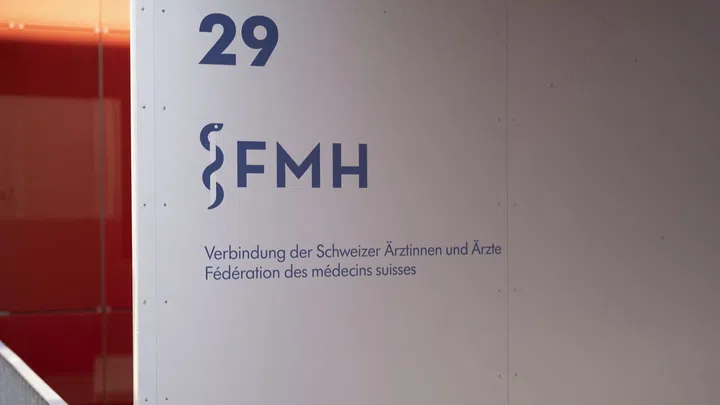 29
FMH
Verbindung der Schweizer Ärztinnen und Ärzte
Fédération des médecins suisses